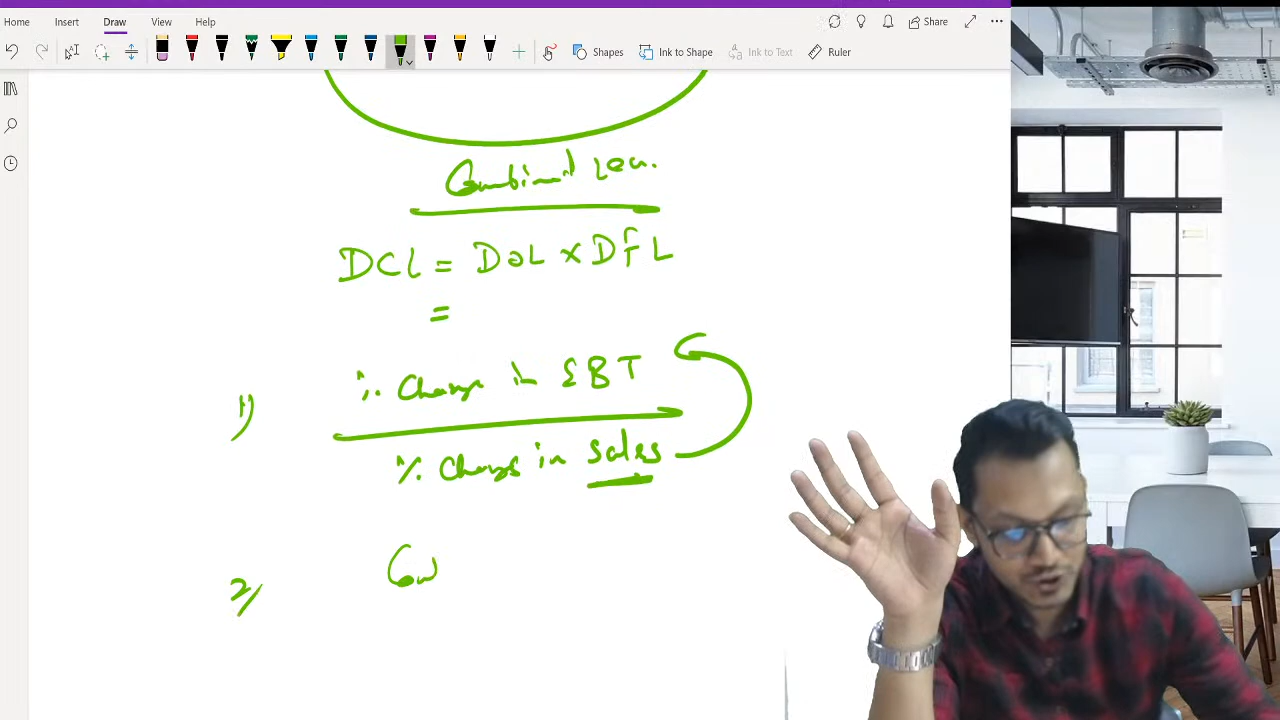 Home Insert Draw View Help Share
Shapes Ink to Shape Ink to Text Ruler
Combined Lev.
DCL = DOL × DFL
=
1) % Change in EBT
% Change in Sales
2)